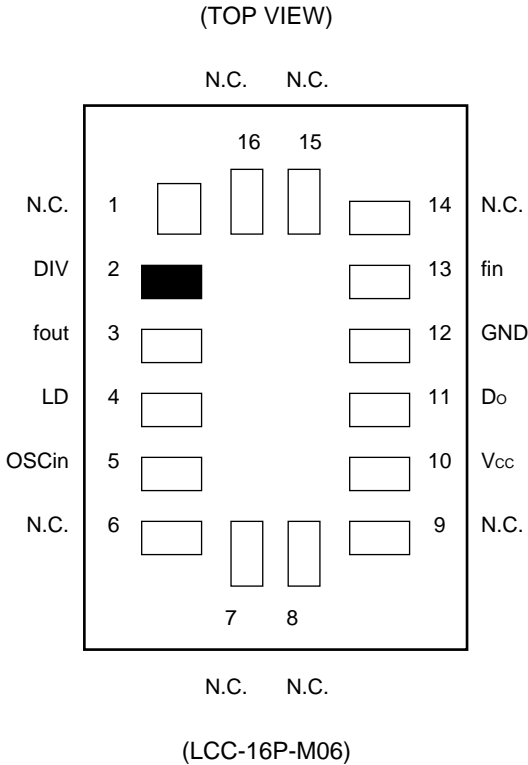 (TOP VIEW)
N.C. N.C.
16 15
N.C. 1 14 N.C.
DIV 2 13 fin
fout 3 12 GND
LD 4 11 Do
OSCin 5 10 Vcc
N.C. 6 9 N.C.
7 8
N.C. N.C.
(LCC-16P-M06)